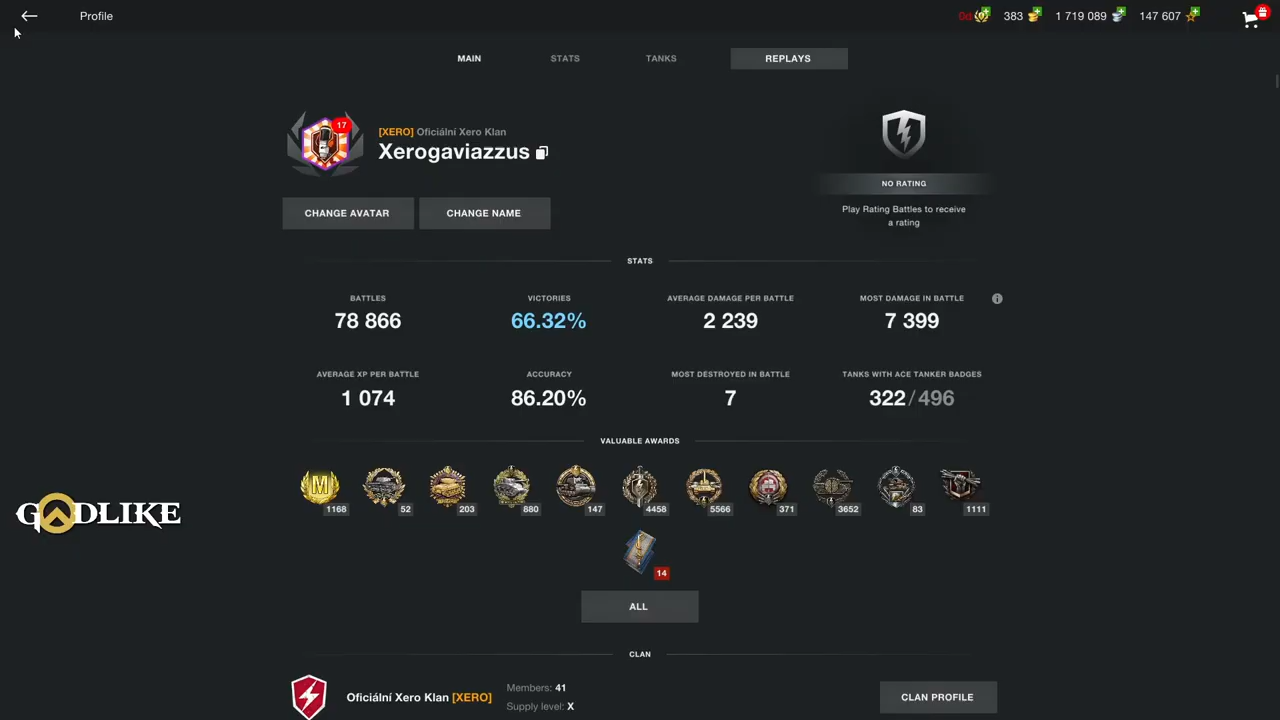 Profile
0d
383
1 719 089
147 607
MAIN
STATS
TANKS
REPLAYS
17
[XERO] Oficiální Xero Klan
Xerogaviazzus
CHANGE AVATAR
CHANGE NAME
NO RATING
Play Rating Battles to receive
a rating
STATS
BATTLES
VICTORIES
AVERAGE DAMAGE PER BATTLE
MOST DAMAGE IN BATTLE
78 866
66.32%
2 239
7 399
AVERAGE XP PER BATTLE
ACCURACY
MOST DESTROYED IN BATTLE
TANKS WITH ACE TANKER BADGES
1 074
86.20%
7
322/496
VALUABLE AWARDS
M
1168
52
203
880
147
4458
5566
371
3652
83
1111
GODLIKE
14
ALL
CLAN
Oficiální Xero Klan [XERO]
Members: 41
Supply level: X
CLAN PROFILE